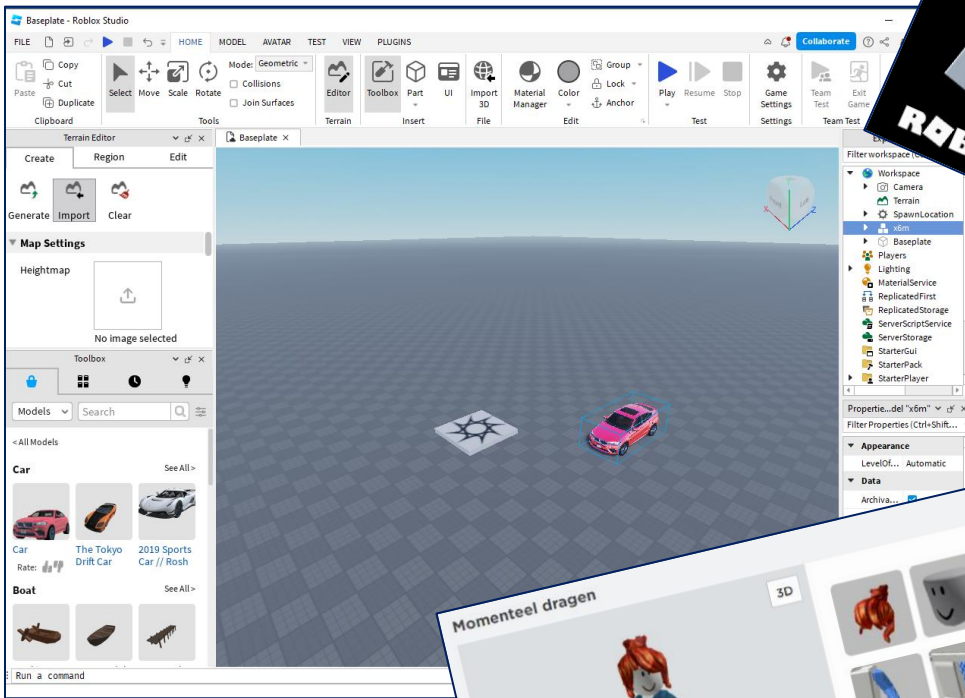 Baseplate - Roblox Studio
FILE HOME MODEL AVATAR TEST VIEW PLUGINS Collaborate
Copy
Cut
Paste
Duplicate
Clipboard
Select Move Scale Rotate
Mode: Geometric
Collisions
Join Surfaces
Tools
Editor
Terrain
Toolbox Part UI
Insert
Import 3D
File
Material Manager
Color
Group
Lock
Anchor
Edit
Play Resume Stop
Test
Game Settings
Settings
Team Test
Exit Game
Team Test
Terrain Editor
Baseplate
Create Region Edit
Generate Import Clear
Map Settings
Heightmap
No image selected
Toolbox
Models Search
<All Models
Car See All>
Car
The Tokyo Drift Car
2019 Sports Car // Rosh
Rate:
Boat See All>
Run a command
Front Left
X Z
Filter workspace
Workspace
Camera
Terrain
SpawnLocation
x6m
Baseplate
Players
Lighting
MaterialService
ReplicatedFirst
ReplicatedStorage
ServerScriptService
ServerStorage
StarterGui
StarterPack
StarterPlayer
Propertie...del "x6m"
Filter Properties (Ctrl+Shift...
Appearance
LevelOf... Automatic
Data
Archiva...
Momenteel dragen
3D